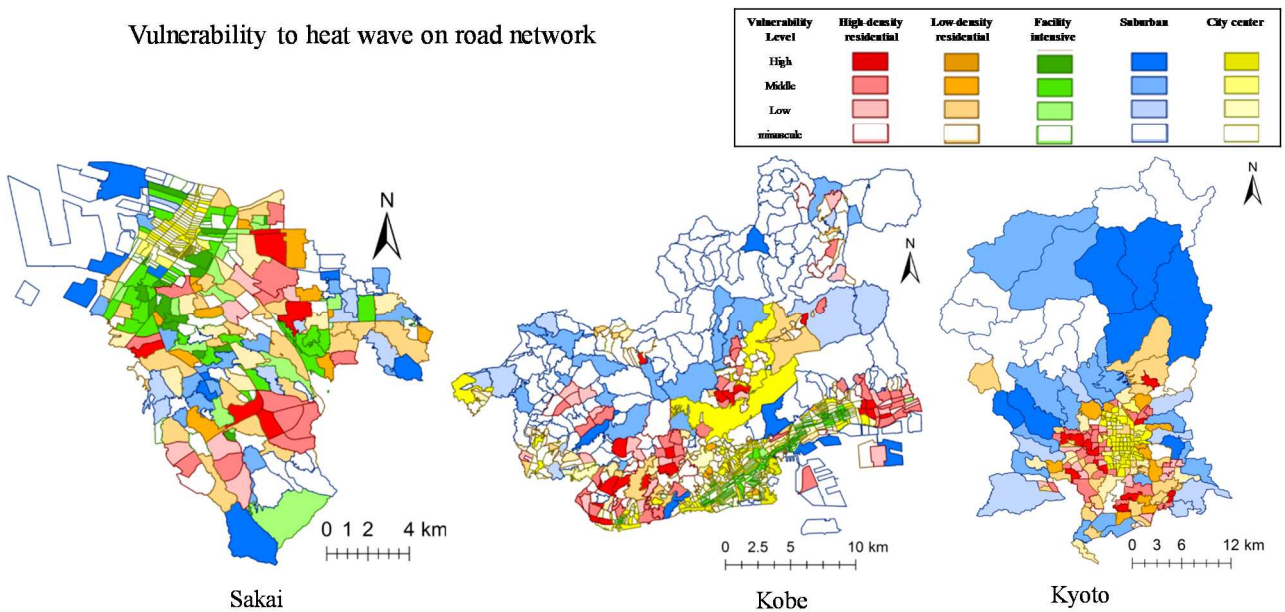 Vulnerability to heat wave on road network
Vulnerability Level
High-density residential
Low-density residential
Facility intensive
Suburban
City center
High
Middle
Low
minuscule
N
0 1 2 4 km
Sakai
N
0 2.5 5 10 km
Kobe
N
0 3 6 12 km
Kyoto